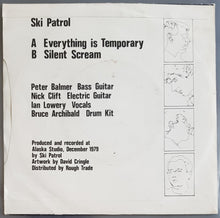 Ski Patrol
A Everything is Temporary
B Silent Scream
Peter Balmer Bass Guitar
Nick Clift Electric Guitar
Ian Lowery Vocals
Bruce Archibald Drum Kit
Produced and recorded at
Alaska Studio, December 1979
by Ski Patrol
Artwork by David Cringle
Distributed by Rough Trade